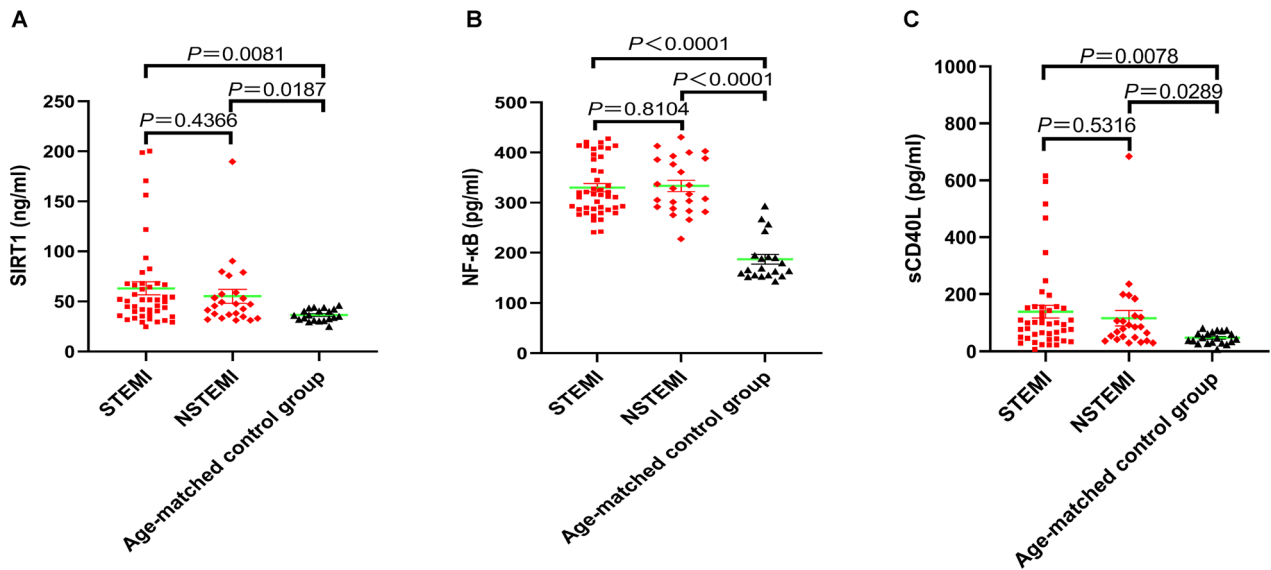 A
P=0.0081
P=0.0187
P=0.4366
250
200
150
100
50
0
SIRT1 (ng/ml)
STEMI
NSTEMI
Age-matched control group
B
P<0.0001
P<0.0001
P=0.8104
500
400
300
200
100
0
NF-κB (pg/ml)
STEMI
NSTEMI
Age-matched control group
C
P=0.0078
P=0.0289
P=0.5316
1000
800
600
400
200
0
sCD40L (pg/ml)
STEMI
NSTEMI
Age-matched control group